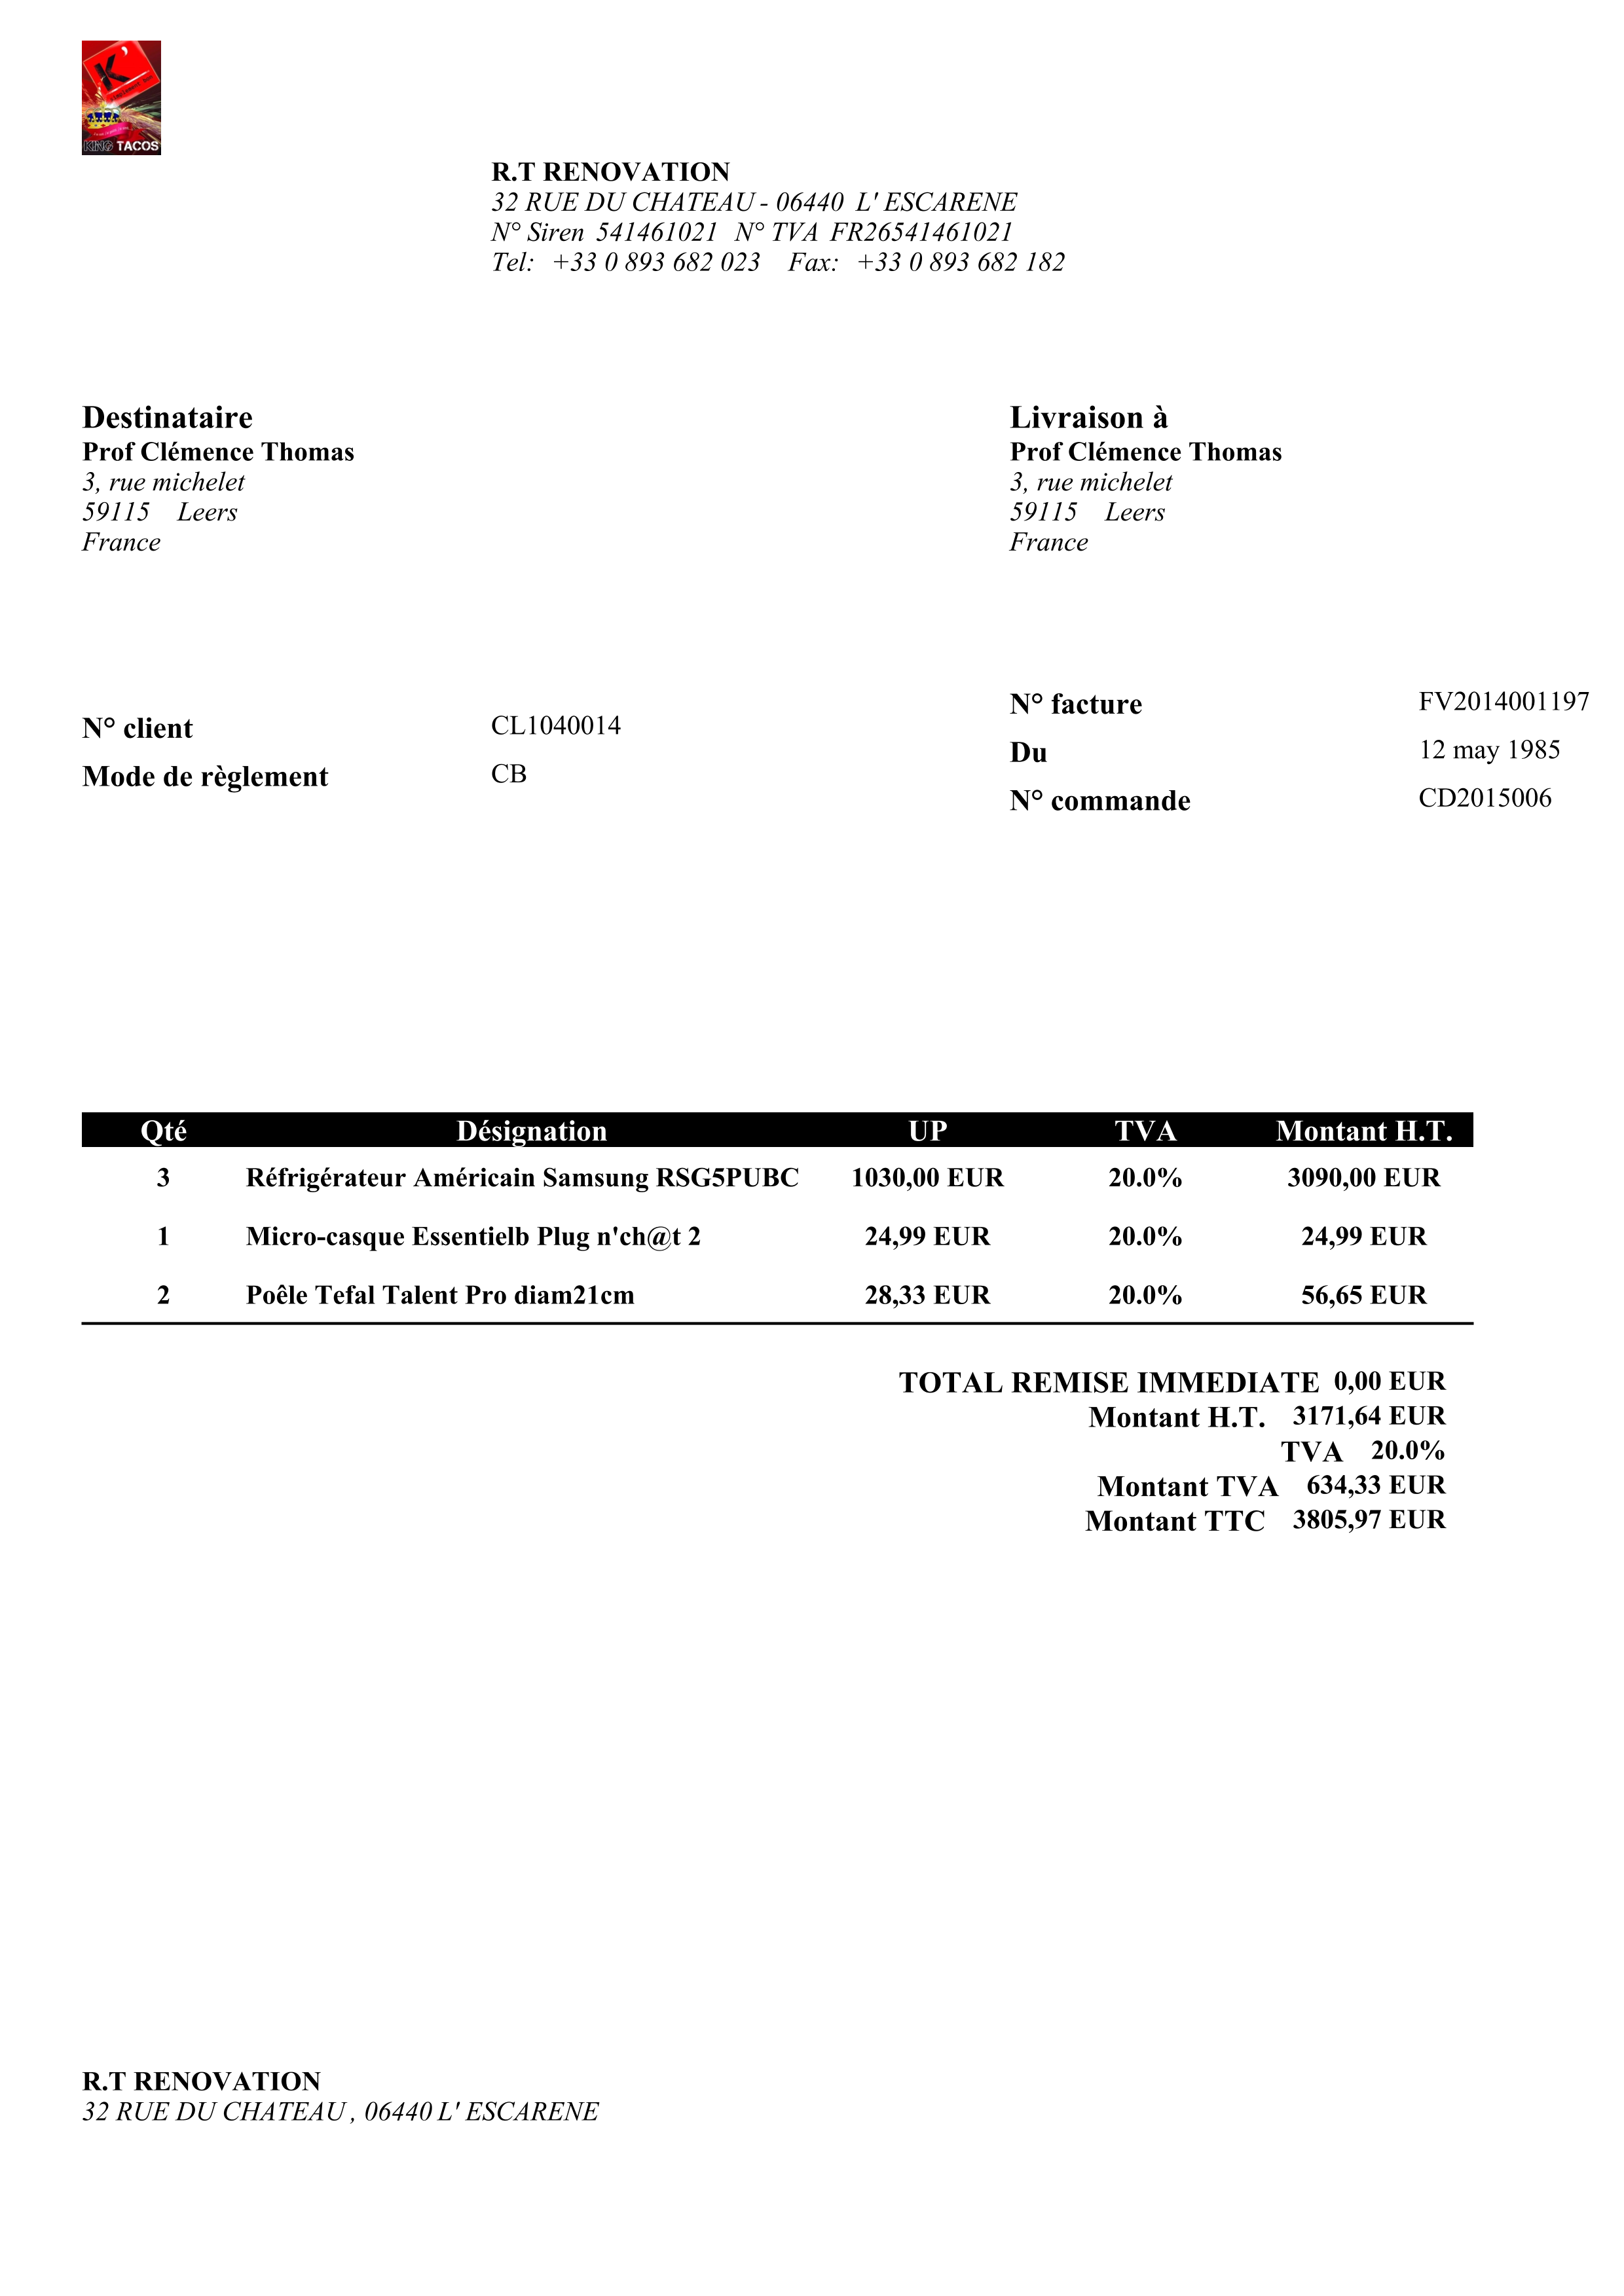 K'
KING TACOS
R.T RENOVATION
32 RUE DU CHATEAU - 06440 L' ESCARENE
N° Siren 541461021 N° TVA FR26541461021
Tel: +33 0 893 682 023 Fax: +33 0 893 682 182
Destinataire
Prof Clémence Thomas
3, rue michelet
59115 Leers
France
Livraison à
Prof Clémence Thomas
3, rue michelet
59115 Leers
France
N° client CL1040014
Mode de règlement CB
N° facture FV2014001197
Du 12 may 1985
N° commande CD2015006
Qté Désignation UP TVA Montant H.T.
3 Réfrigérateur Américain Samsung RSG5PUBC 1030,00 EUR 20.0% 3090,00 EUR
1 Micro-casque Essentielb Plug n'ch@t 2 24,99 EUR 20.0% 24,99 EUR
2 Poêle Tefal Talent Pro diam21cm 28,33 EUR 20.0% 56,65 EUR
TOTAL REMISE IMMEDIATE 0,00 EUR
Montant H.T. 3171,64 EUR
TVA 20.0%
Montant TVA 634,33 EUR
Montant TTC 3805,97 EUR
R.T RENOVATION
32 RUE DU CHATEAU , 06440 L' ESCARENE